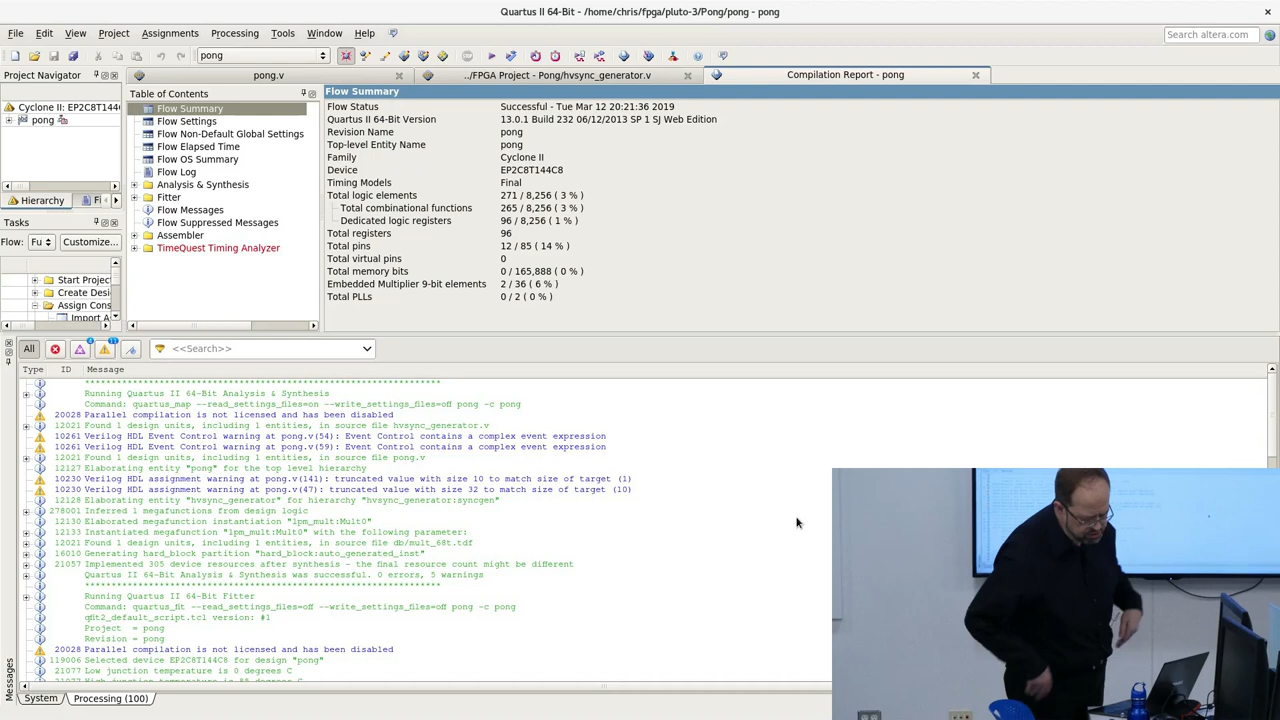 Quartus II 64-Bit - /home/chris/fpga/pluto-3/Pong/pong - pong
File Edit View Project Assignments Processing Tools Window Help
Search altera.com
pong
Project Navigator
pong.v
../FPGA Project - Pong/hvsync_generator.v
Compilation Report - pong
Cyclone II: EP2C8T144
pong
Hierarchy
Fi
Tasks
Flow: Fu
Customize...
Start Projec
Create Desi
Assign Cons
Import A
Table of Contents
Flow Summary
Flow Settings
Flow Non-Default Global Settings
Flow Elapsed Time
Flow OS Summary
Flow Log
Analysis & Synthesis
Fitter
Flow Messages
Flow Suppressed Messages
Assembler
TimeQuest Timing Analyzer
Flow Summary
Flow Status Successful - Tue Mar 12 20:21:36 2019
Quartus II 64-Bit Version 13.0.1 Build 232 06/12/2013 SP 1 SJ Web Edition
Revision Name pong
Top-level Entity Name pong
Family Cyclone II
Device EP2C8T144C8
Timing Models Final
Total logic elements 271 / 8,256 ( 3 % )
Total combinational functions 265 / 8,256 ( 3 % )
Dedicated logic registers 96 / 8,256 ( 1 % )
Total registers 96
Total pins 12 / 85 ( 14 % )
Total virtual pins 0
Total memory bits 0 / 165,888 ( 0 % )
Embedded Multiplier 9-bit elements 2 / 36 ( 6 % )
Total PLLs 0 / 2 ( 0 % )
All
<<Search>>
Type ID Message
Running Quartus II 64-Bit Analysis & Synthesis
Command: quartus_map --read_settings_files=on --write_settings_files=off pong -c pong
20028 Parallel compilation is not licensed and has been disabled
12021 Found 1 design units, including 1 entities, in source file hvsync_generator.v
10261 Verilog HDL Event Control warning at pong.v(54): Event Control contains a complex event expression
10261 Verilog HDL Event Control warning at pong.v(59): Event Control contains a complex event expression
12021 Found 1 design units, including 1 entities, in source file pong.v
12127 Elaborating entity "pong" for the top level hierarchy
10230 Verilog HDL assignment warning at pong.v(141): truncated value with size 10 to match size of target (1)
10230 Verilog HDL assignment warning at pong.v(47): truncated value with size 32 to match size of target (10)
12128 Elaborating entity "hvsync_generator" for hierarchy "hvsync_generator:syncgen"
278001 Inferred 1 megafunctions from design logic
12130 Elaborated megafunction instantiation "lpm_mult:Mult0"
12133 Instantiated megafunction "lpm_mult:Mult0" with the following parameter:
12021 Found 1 design units, including 1 entities, in source file db/mult_68t.tdf
16010 Generating hard_block partition "hard_block:auto_generated_inst"
21057 Implemented 305 device resources after synthesis - the final resource count might be different
Quartus II 64-Bit Analysis & Synthesis was successful. 0 errors, 5 warnings
Running Quartus II 64-Bit Fitter
Command: quartus_fit --read_settings_files=off --write_settings_files=off pong -c pong
qfit2_default_script.tcl version: #1
Project = pong
Revision = pong
20028 Parallel compilation is not licensed and has been disabled
119006 Selected device EP2C8T144C8 for design "pong"
21077 Low junction temperature is 0 degrees C
21077 High junction temperature is 85 degrees C
Messages
System
Processing (100)